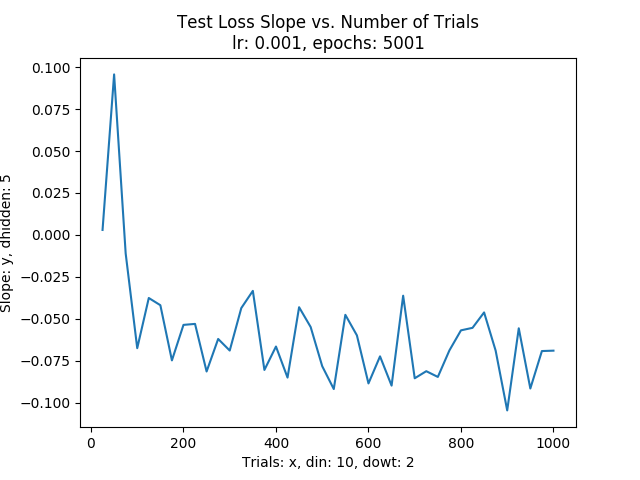 Test Loss Slope vs. Number of Trials
lr: 0.001, epochs: 5001
Slope: y, dhidden: 5
0.100
0.075
0.050
0.025
0.000
−0.025
−0.050
−0.075
−0.100
0 200 400 600 800 1000
Trials: x, din: 10, dowt: 2